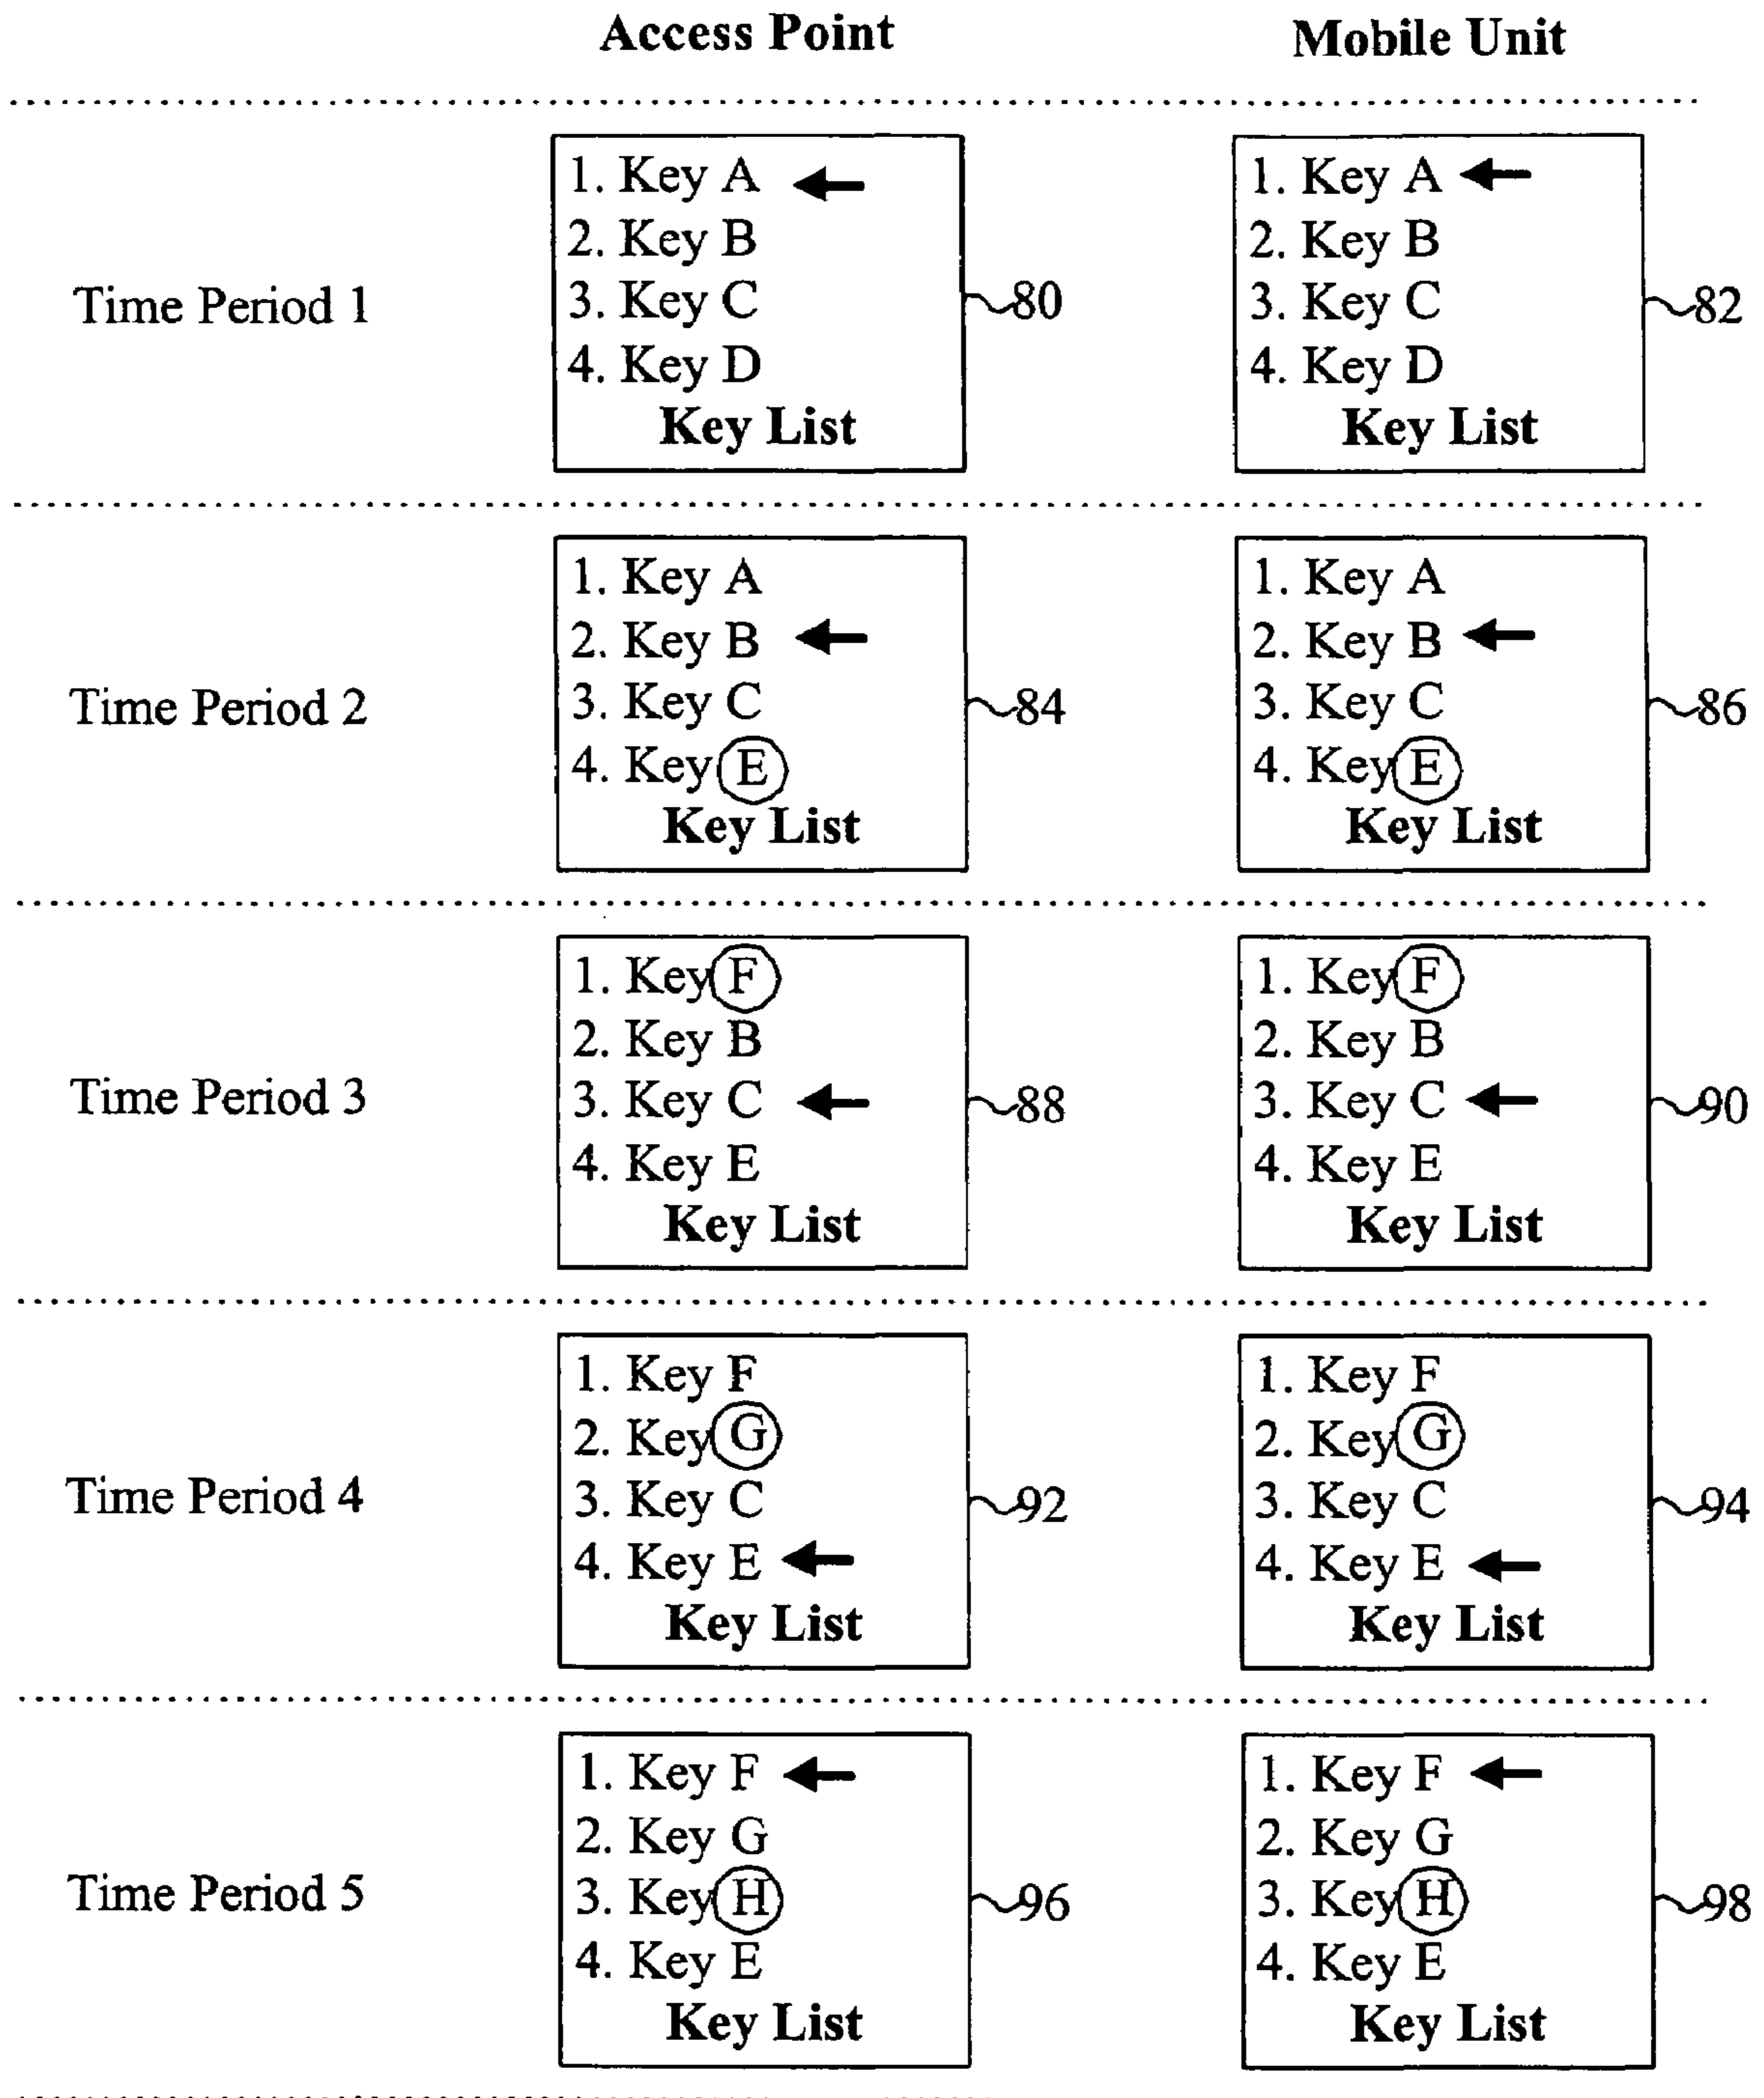 Access Point Mobile Unit
Time Period 1
1. Key A
2. Key B
3. Key C
4. Key D
Key List
80
1. Key A
2. Key B
3. Key C
4. Key D
Key List
82
Time Period 2
1. Key A
2. Key B
3. Key C
4. Key E
Key List
84
1. Key A
2. Key B
3. Key C
4. Key E
Key List
86
Time Period 3
1. Key F
2. Key B
3. Key C
4. Key E
Key List
88
1. Key F
2. Key B
3. Key C
4. Key E
Key List
90
Time Period 4
1. Key F
2. Key G
3. Key C
4. Key E
Key List
92
1. Key F
2. Key G
3. Key C
4. Key E
Key List
94
Time Period 5
1. Key F
2. Key G
3. Key H
4. Key E
Key List
96
1. Key F
2. Key G
3. Key H
4. Key E
Key List
98